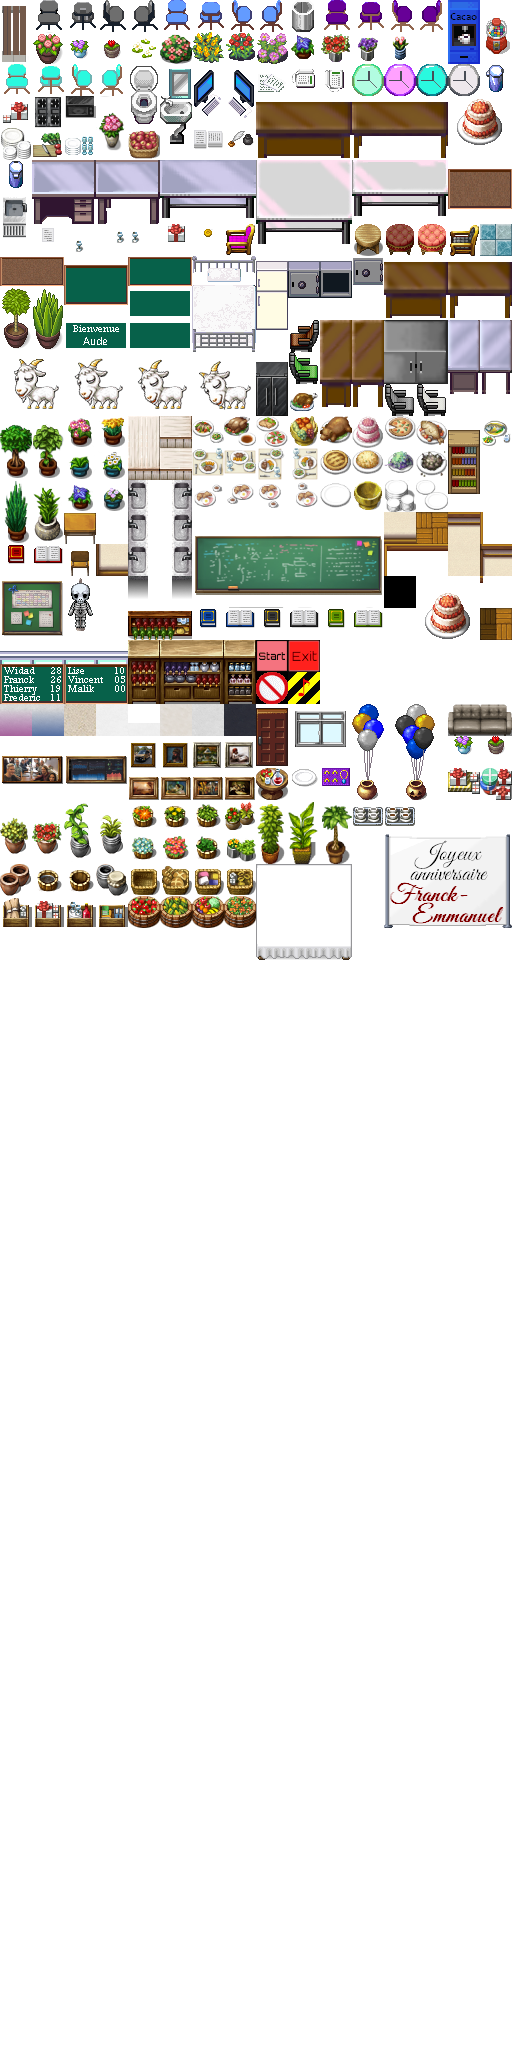 Cacao
Bienvenue
Aude
Widad 28
Franck 26
Thierry 19
Frederic 11
Lise 10
Vincent 05
Malik 00
Start
Exit
Joyeux
anniversaire
Franck-
Emmanuel